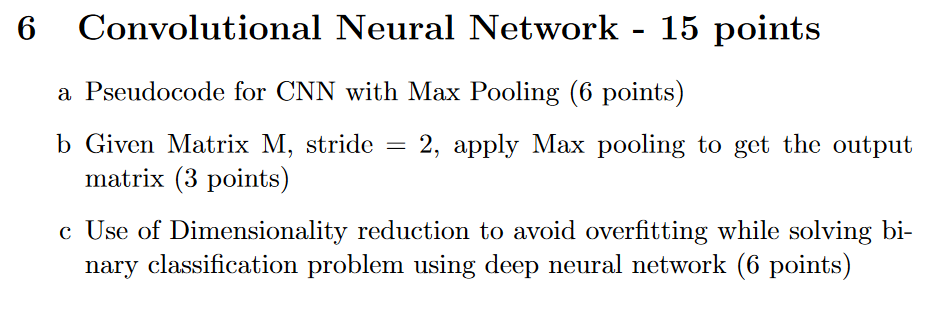 6 Convolutional Neural Network - 15 points
a Pseudocode for CNN with Max Pooling (6 points)
b Given Matrix M, stride = 2, apply Max pooling to get the output
matrix (3 points)
c Use of Dimensionality reduction to avoid overfitting while solving bi-
nary classification problem using deep neural network (6 points)